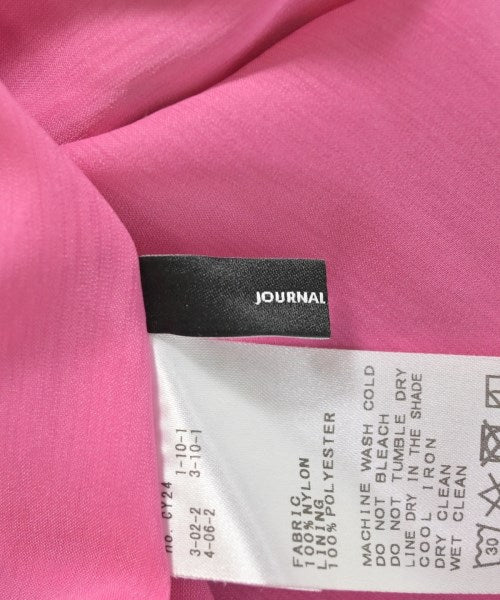 JOURNAL
no. CY24
1-10-1
3-10-1
3-02-2
4-06-2
FABRIC
100%NYLON
LINING
100%POLYESTER
MACHINE WASH COLD
DO NOT BLEACH
DO NOT TUMBLE DRY
LINE DRY IN THE SHADE
COOL IRON
DRY CLEAN
WET CLEAN
30